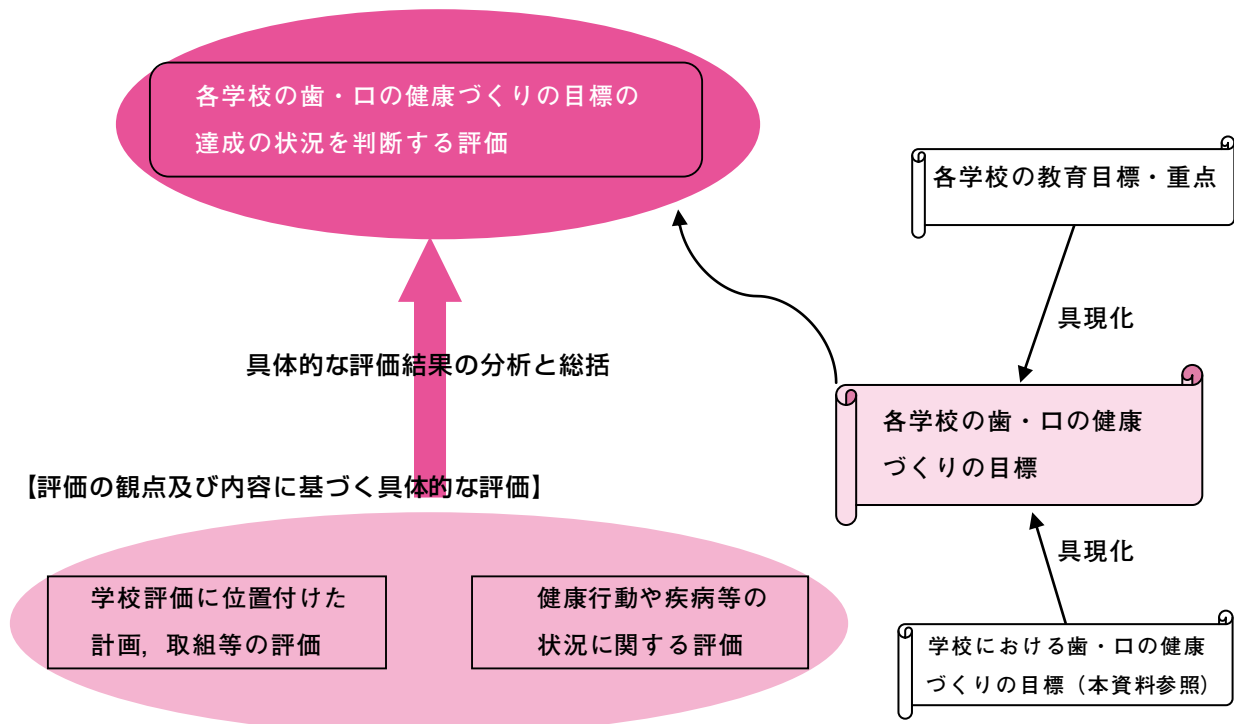 各学校の歯・口の健康づくりの目標の
達成の状況を判断する評価
各学校の教育目標・重点
具現化
具体的な評価結果の分析と総括
各学校の歯・口の健康
づくりの目標
【評価の観点及び内容に基づく具体的な評価】
具現化
学校評価に位置付けた
計画，取組等の評価
健康行動や疾病等の
状況に関する評価
学校における歯・口の健康
づくりの目標（本資料参照）